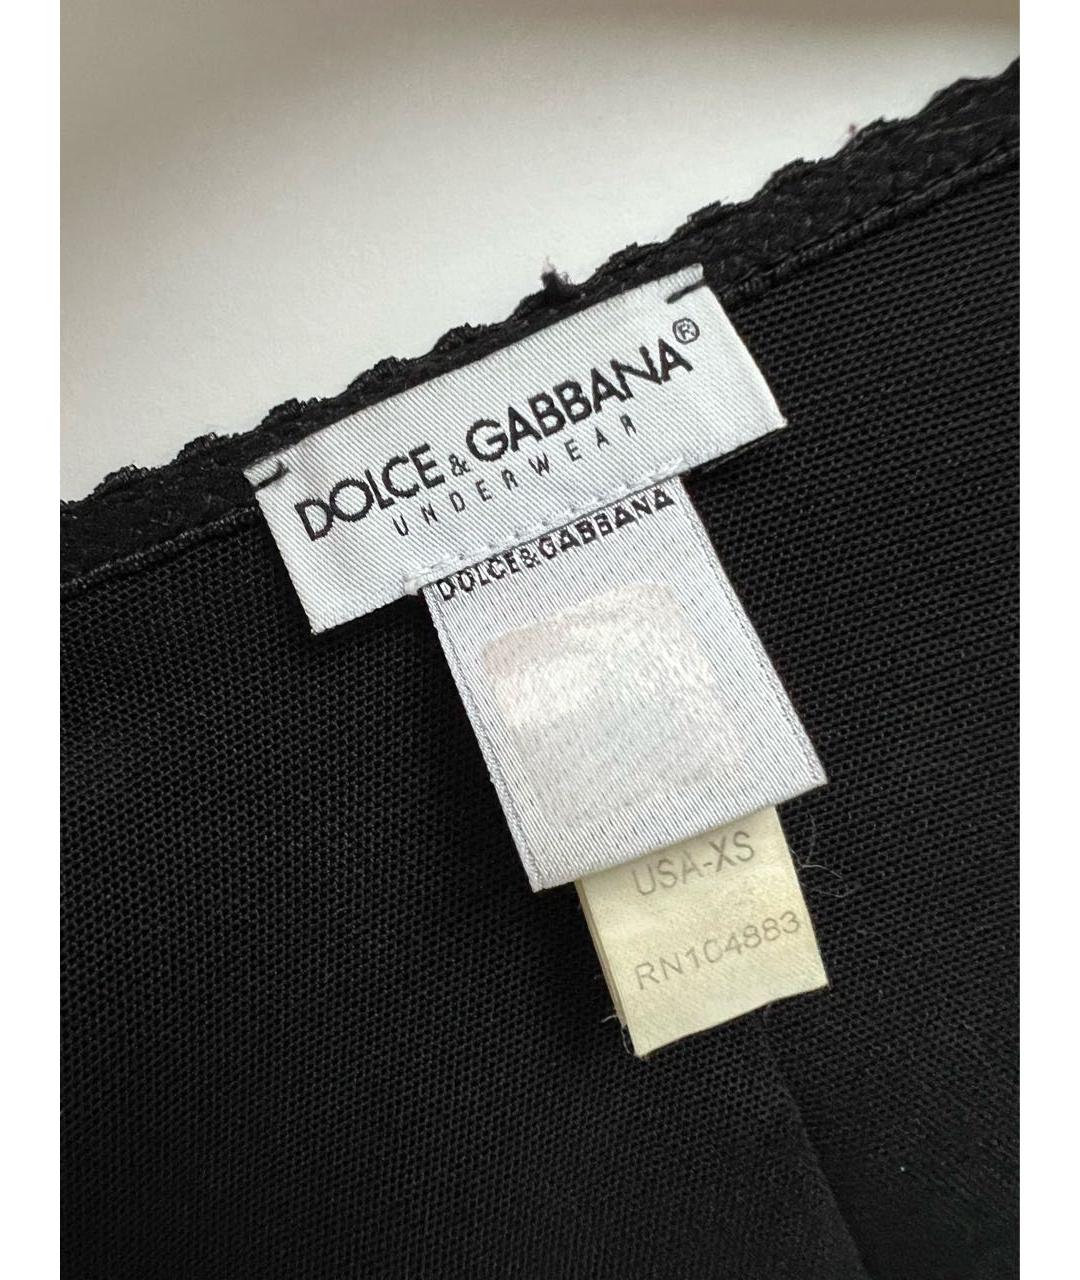 DOLCE&GABBANA®
UNDERWEAR
DOLCE&GABBANA
USA-XS
RN104883